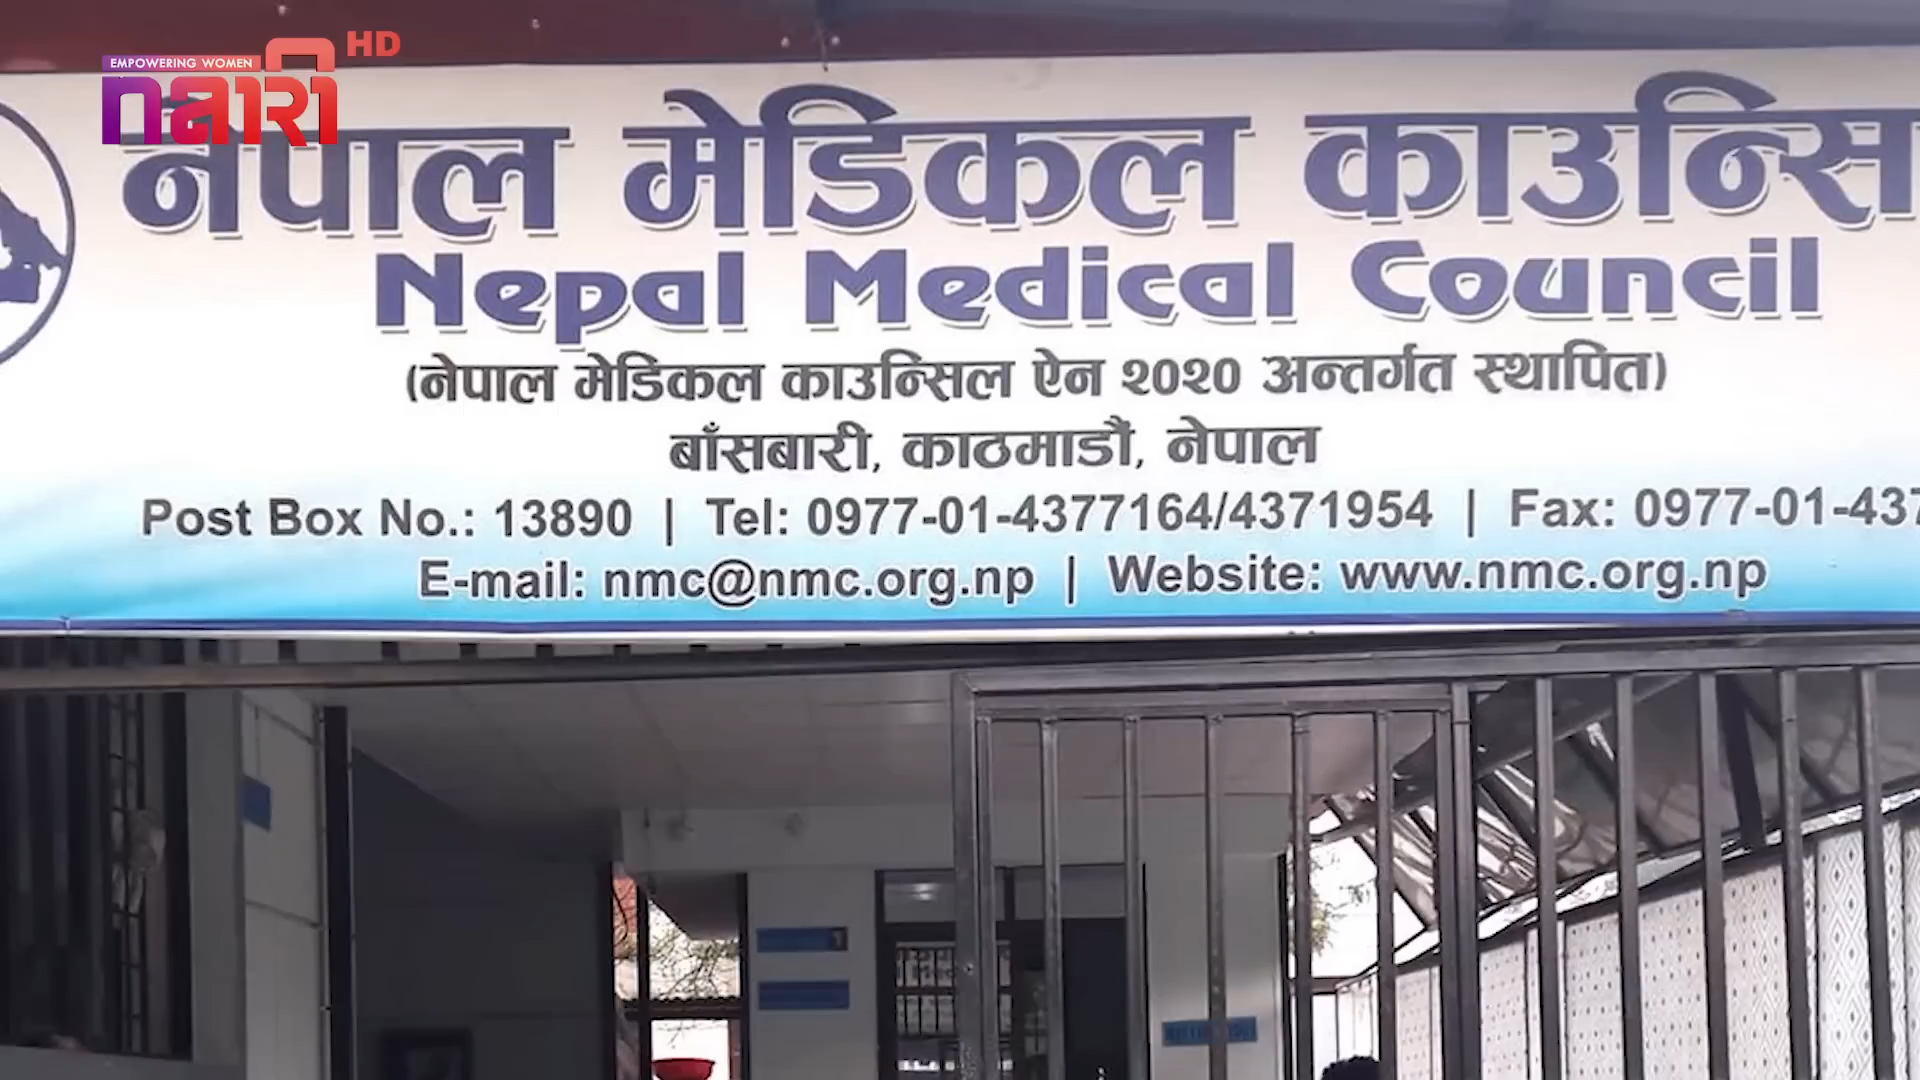 HD
EMPOWERING WOMEN
नारी
नेपाल मेडिकल काउन्सि
Nepal Medical Council
(नेपाल मेडिकल काउन्सिल ऐन २०२० अन्तर्गत स्थापित)
बाँसबारी, काठमाडौं, नेपाल
Post Box No.: 13890 | Tel: 0977-01-4377164/4371954 | Fax: 0977-01-437
E-mail: nmc@nmc.org.np | Website: www.nmc.org.np